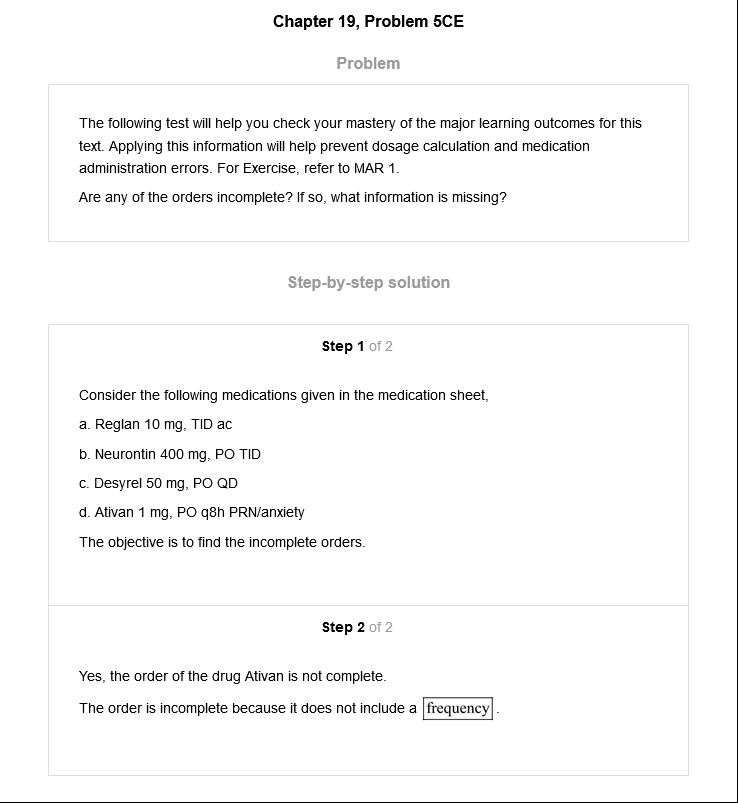 Chapter 19, Problem 5CE
Problem
The following test will help you check your mastery of the major learning outcomes for this
text. Applying this information will help prevent dosage calculation and medication
administration errors. For Exercise, refer to MAR 1.
Are any of the orders incomplete? If so, what information is missing?
Step-by-step solution
Step 1 of 2
Consider the following medications given in the medication sheet,
a. Reglan 10 mg, TID ac
b. Neurontin 400 mg, PO TID
c. Desyrel 50 mg, PO QD
d. Ativan 1 mg, PO q8h PRN/anxiety
The objective is to find the incomplete orders.
Step 2 of 2
Yes, the order of the drug Ativan is not complete.
The order is incomplete because it does not include a frequency.